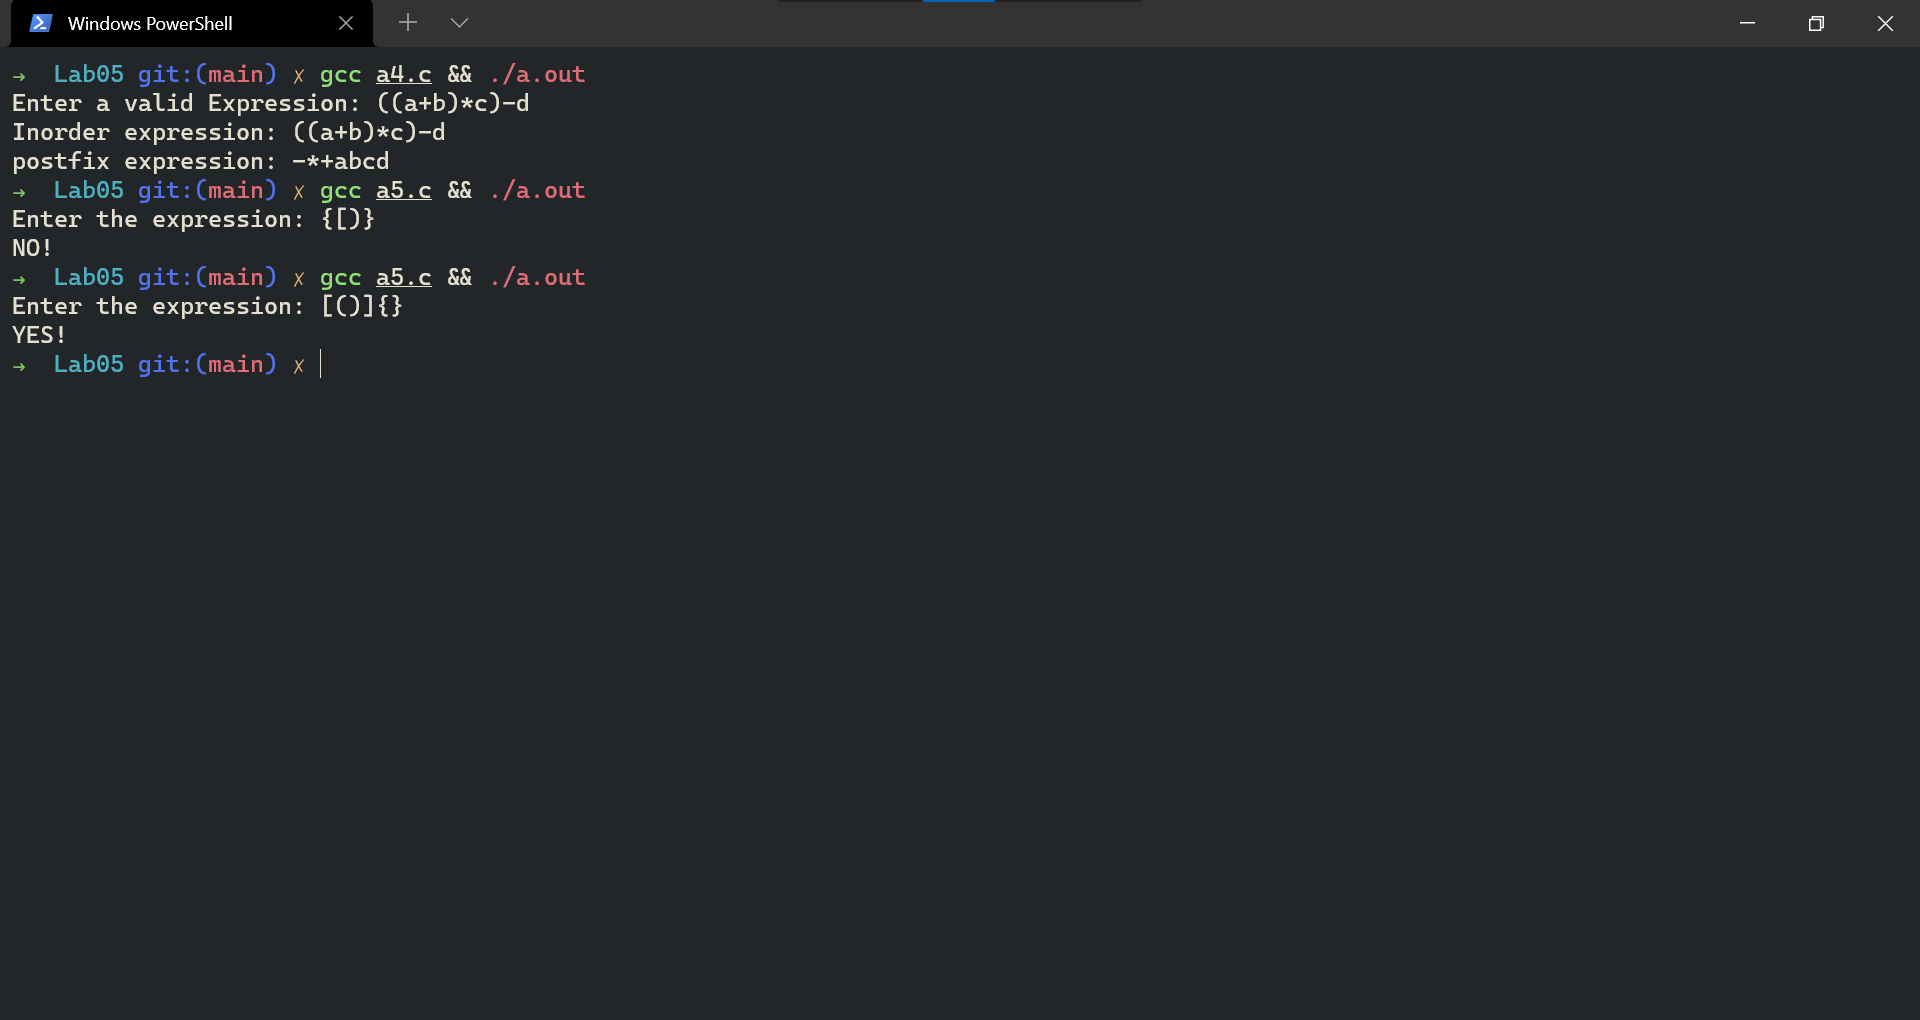 Windows PowerShell
→ Lab05 git:(main) ✗ gcc a4.c && ./a.out
Enter a valid Expression: ((a+b)*c)-d
Inorder expression: ((a+b)*c)-d
postfix expression: -*+abcd
→ Lab05 git:(main) ✗ gcc a5.c && ./a.out
Enter the expression: {[)}
NO!
→ Lab05 git:(main) ✗ gcc a5.c && ./a.out
Enter the expression: [()]{}
YES!
→ Lab05 git:(main) ✗